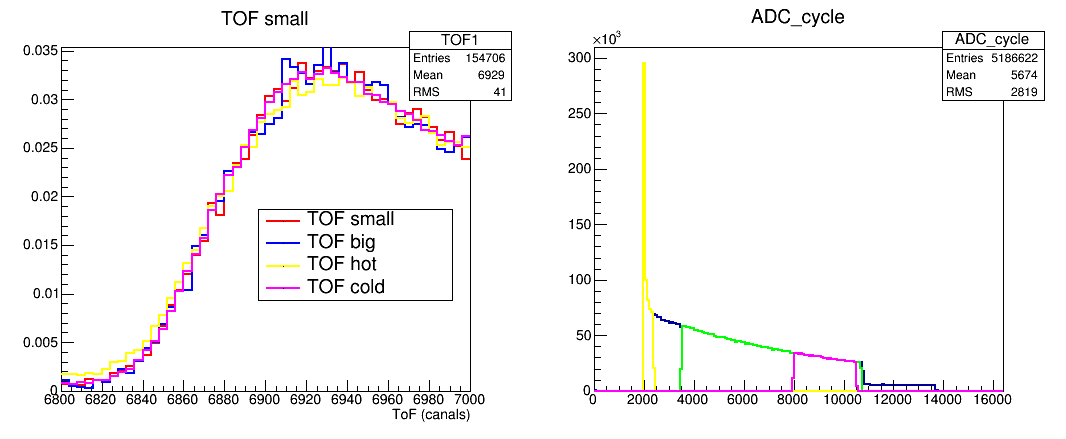 TOF small
TOF1
Entries 154706
Mean 6929
RMS 41
0.035
0.03
0.025
0.02
0.015
0.01
0.005
0
TOF small
TOF big
TOF hot
TOF cold
6800 6820 6840 6860 6880 6900 6920 6940 6960 6980 7000
ToF (canals)
ADC_cycle
×10³
ADC_cycle
Entries 5186622
Mean 5674
RMS 2819
300
250
200
150
100
50
0
0 2000 4000 6000 8000 10000 12000 14000 16000